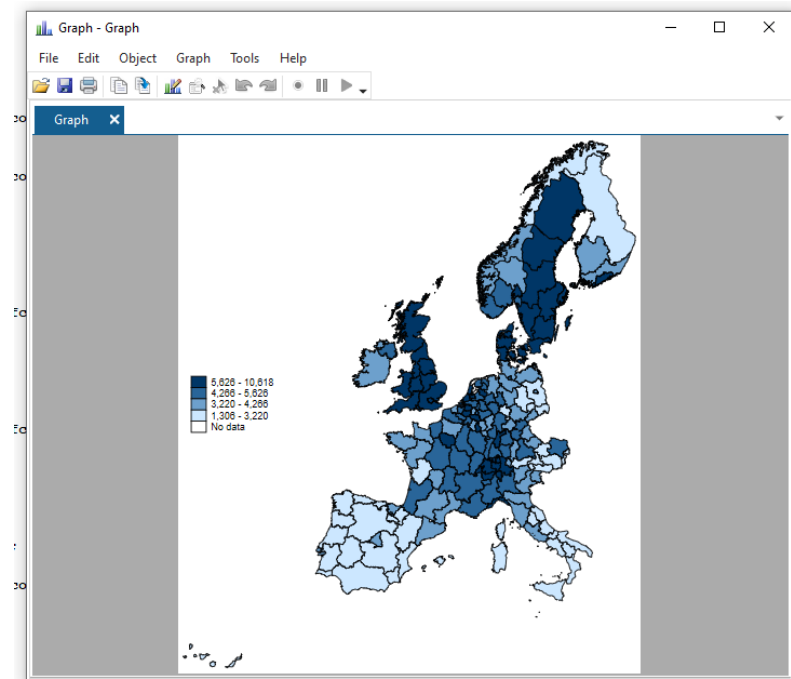 Graph - Graph
File Edit Object Graph Tools Help
Graph
5,626 - 10,618
4,266 - 5,626
3,220 - 4,266
1,306 - 3,220
No data